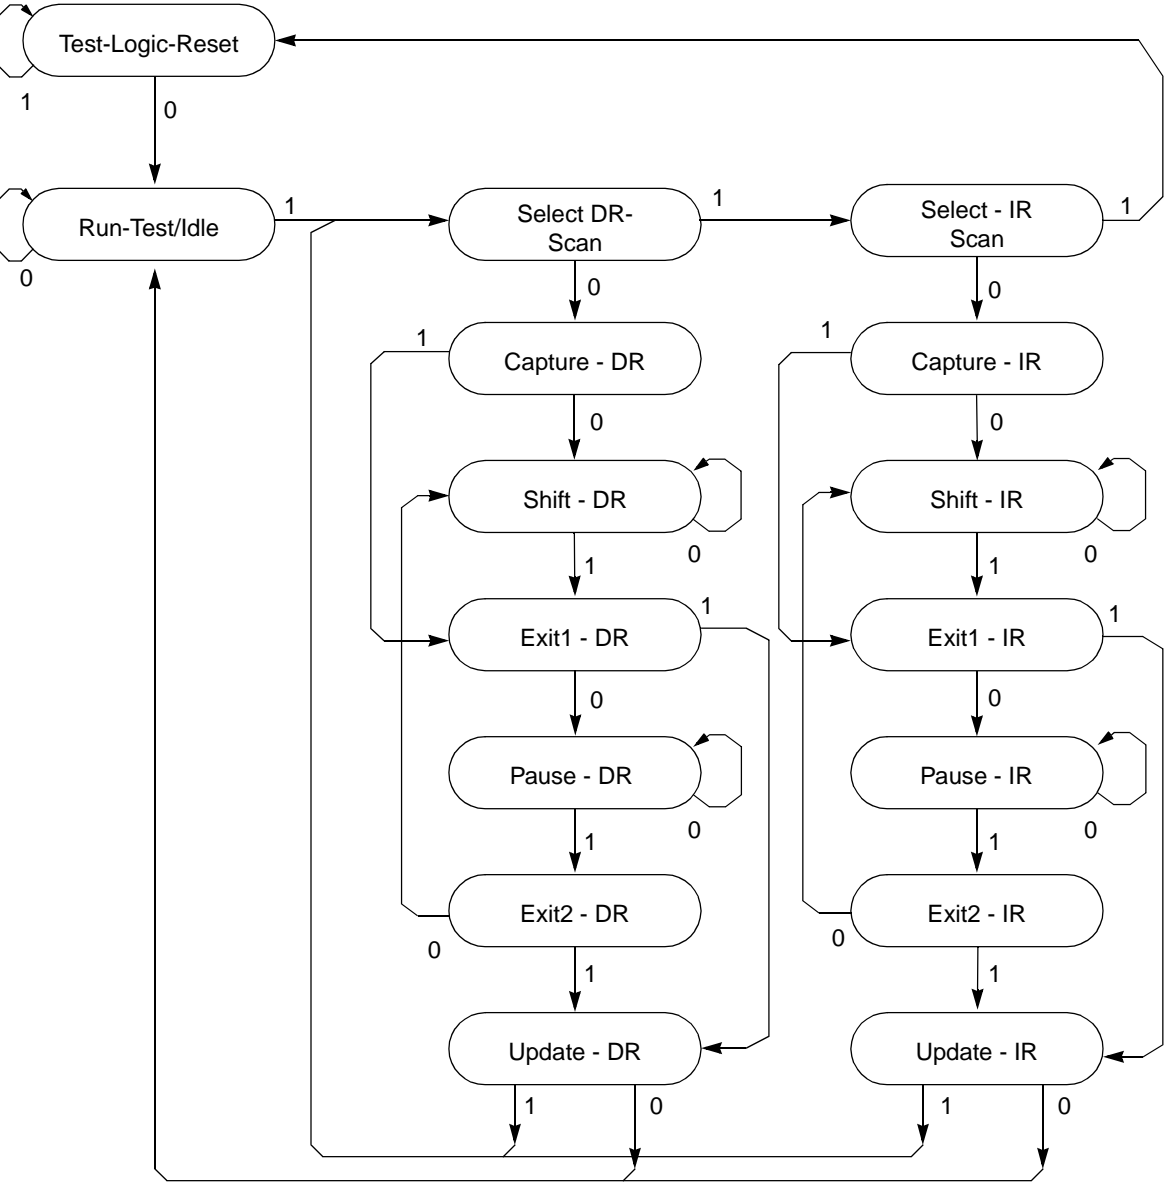 Test-Logic-Reset
1
0
Run-Test/Idle
0
1
Select DR-
Scan
1
Select - IR
Scan
1
0
0
1
Capture - DR
1
Capture - IR
0
0
Shift - DR
0
Shift - IR
0
1
1
Exit1 - DR
1
Exit1 - IR
1
0
0
Pause - DR
0
Pause - IR
0
1
1
Exit2 - DR
0
Exit2 - IR
0
1
1
Update - DR
Update - IR
1
0
1
0